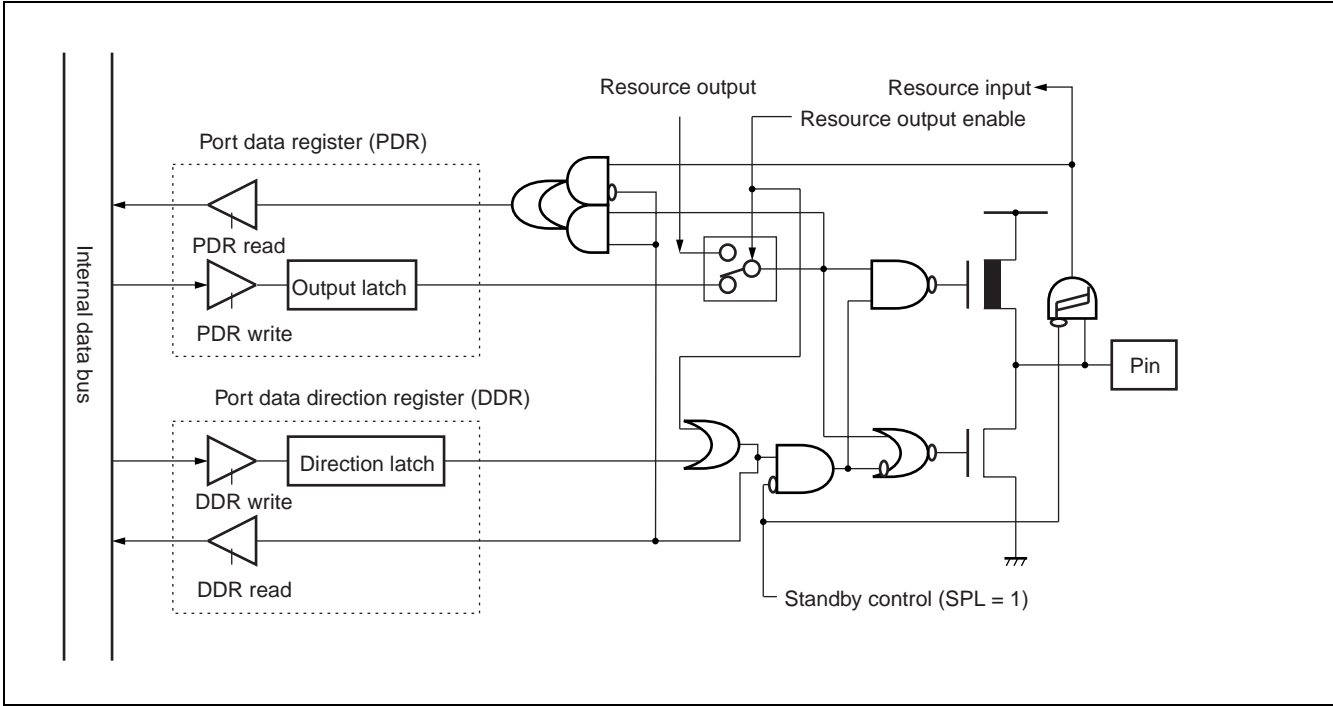 Resource output
Resource input
Resource output enable
Port data register (PDR)
PDR read
Output latch
PDR write
Internal data bus
Pin
Port data direction register (DDR)
Direction latch
DDR write
DDR read
Standby control (SPL = 1)